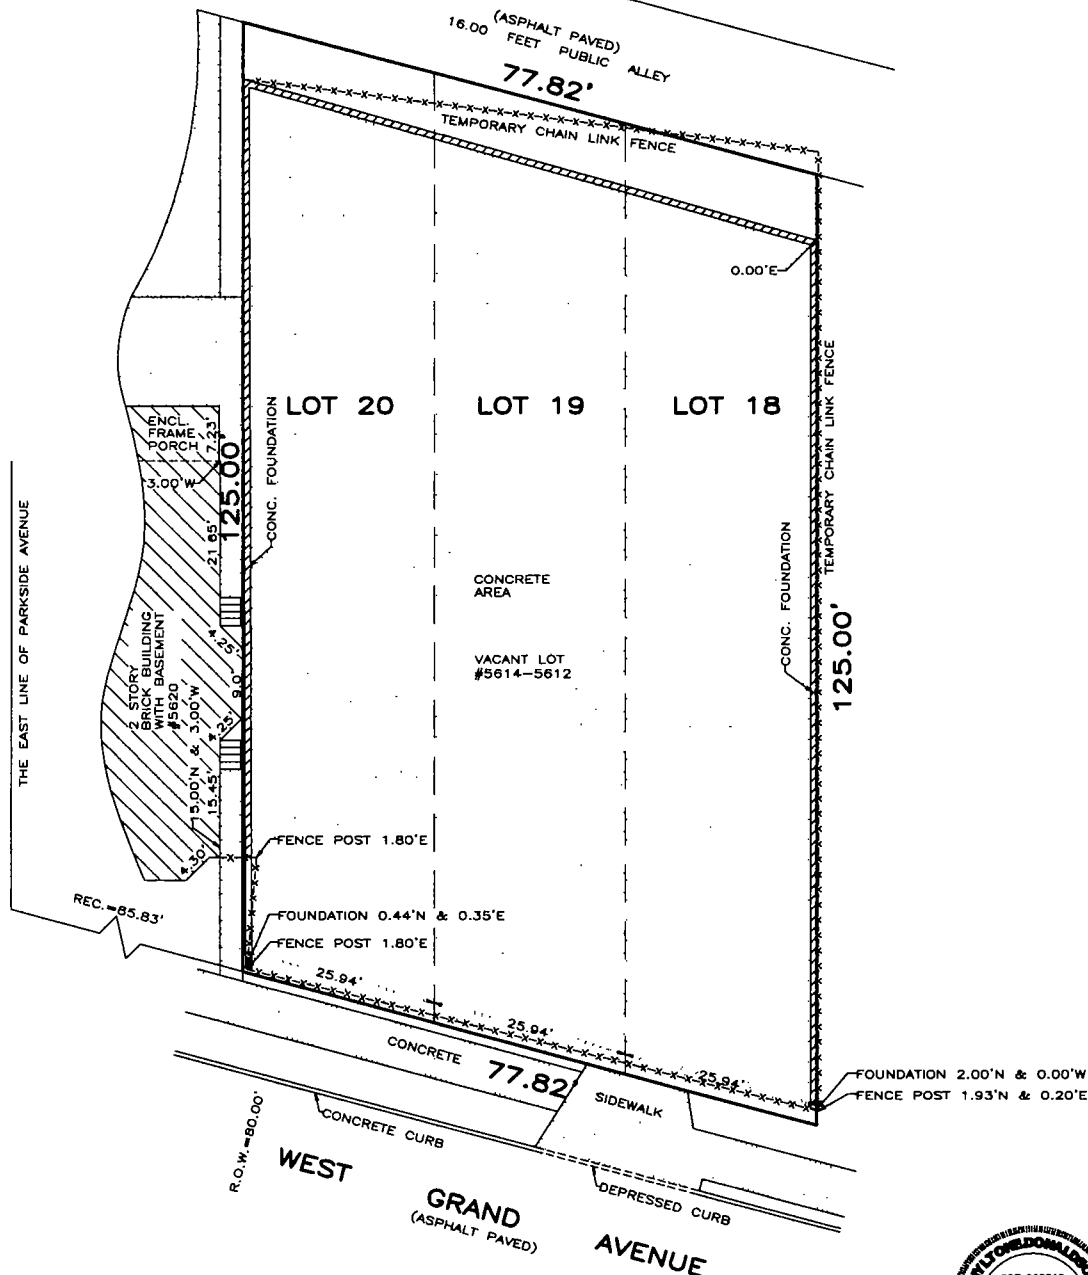 (ASPHALT PAVED)
16.00 FEET PUBLIC ALLEY
77.82'
TEMPORARY CHAIN LINK FENCE
0.00'E
LOT 20
LOT 19
LOT 18
TEMPORARY CHAIN LINK FENCE
ENCL.
FRAME
PORCH
7.23'
3.00'W
125.00'
CONC. FOUNDATION
21.65'
THE EAST LINE OF PARKSIDE AVENUE
CONCRETE
AREA
CONC. FOUNDATION
VACANT LOT
#5614-5612
125.00'
4.25'
9.0'
2 STORY
BRICK BUILDING
WITH BASEMENT
#5620
4.25'
15.00'N & 3.00'W
15.45'
4.30'
FENCE POST 1.80'E
REC.=85.83'
FOUNDATION 0.44'N & 0.35'E
FENCE POST 1.80'E
25.94'
25.94'
25.94'
CONCRETE
77.82'
SIDEWALK
FOUNDATION 2.00'N & 0.00'W
FENCE POST 1.93'N & 0.20'E
CONCRETE CURB
R.O.W.=80.00'
DEPRESSED CURB
WEST GRAND AVENUE
(ASPHALT PAVED)